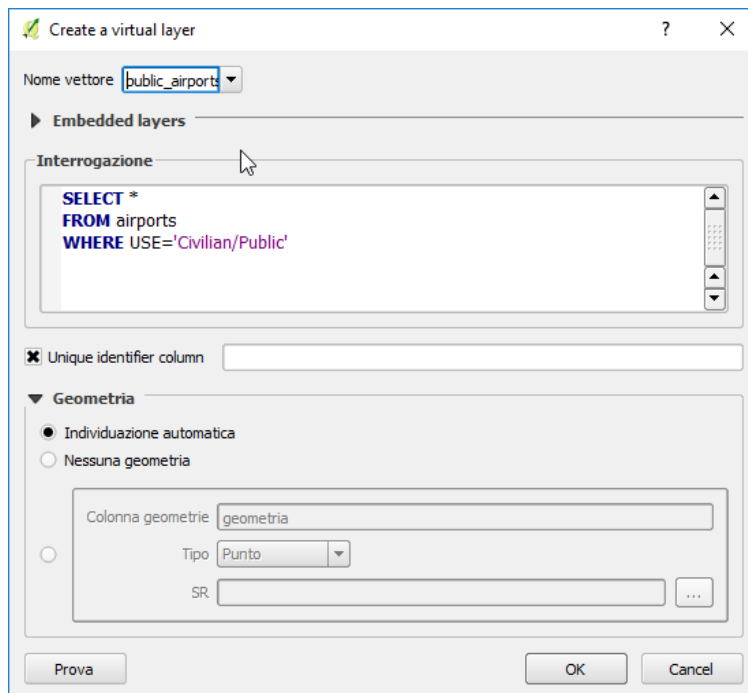 Create a virtual layer
Nome vettore public_airports
Embedded layers
Interrogazione
SELECT *
FROM airports
WHERE USE='Civilian/Public'
Unique identifier column
Geometria
Individuazione automatica
Nessuna geometria
Colonna geometrie geometria
Tipo Punto
SR ...
Prova OK Cancel